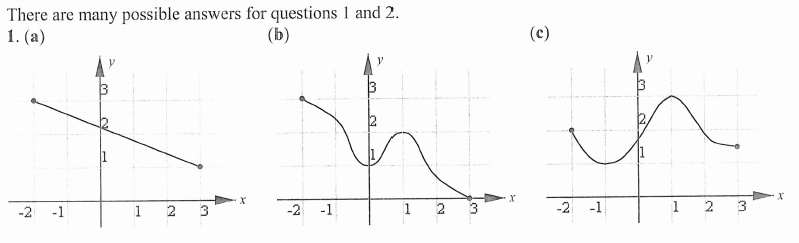 There are many possible answers for questions 1 and 2.
1. (a)
(b)
(c)
y
3
2
1
-2 -1 1 2 3 x
y
3
2
1
-2 -1 1 2 3 x
y
3
2
1
-2 -1 1 2 3 x